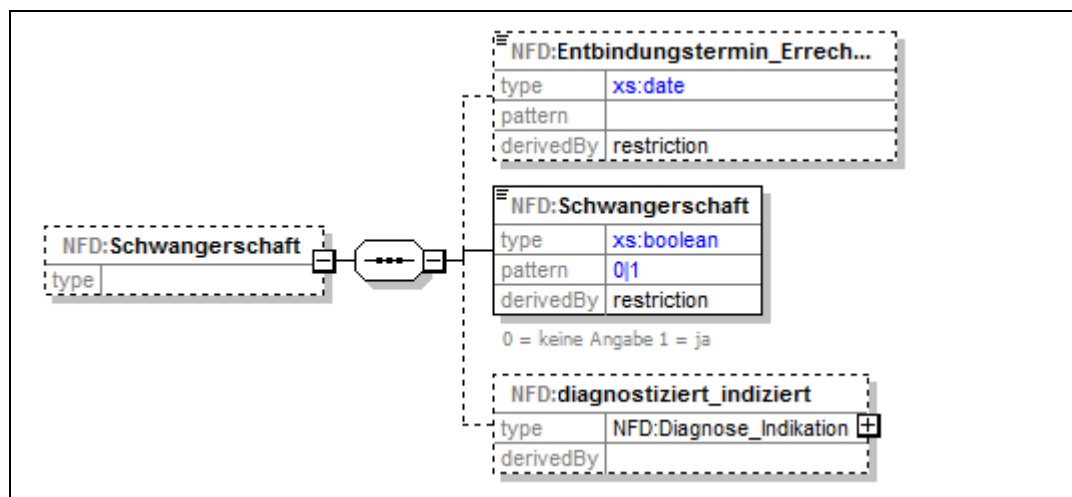 NFD:Entbindungstermin_Errech...
type xs:date
pattern
derivedBy restriction
NFD:Schwangerschaft
type xs:boolean
pattern 0|1
derivedBy restriction
0 = keine Angabe 1 = ja
NFD:Schwangerschaft
type
NFD:diagnostiziert_indiziert
type NFD:Diagnose_Indikation
derivedBy